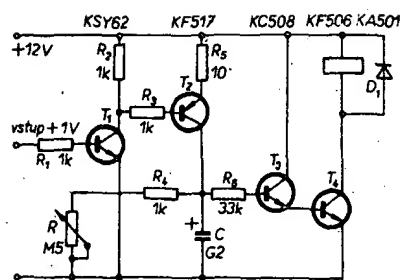 KSY62 KF517 KC508 KF506 KA501
+12V
R2 1k
R5 10
T1
R3 1k
T2
D1
vstup +1V
R1 1k
R4 1k
R6 33k
T3
T4
R M5
+
C G2